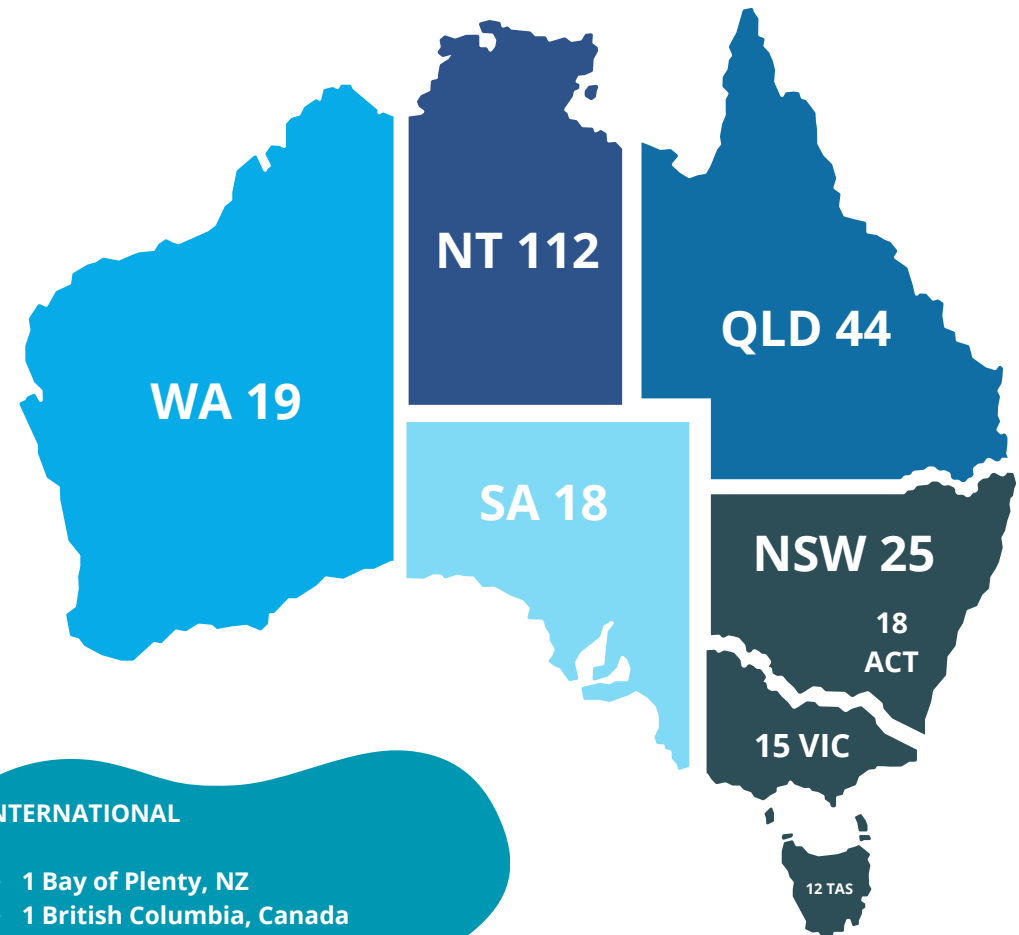 NT 112
QLD 44
WA 19
SA 18
NSW 25
18
ACT
15 VIC
12 TAS
NTERNATIONAL
1 Bay of Plenty, NZ
1 British Columbia, Canada